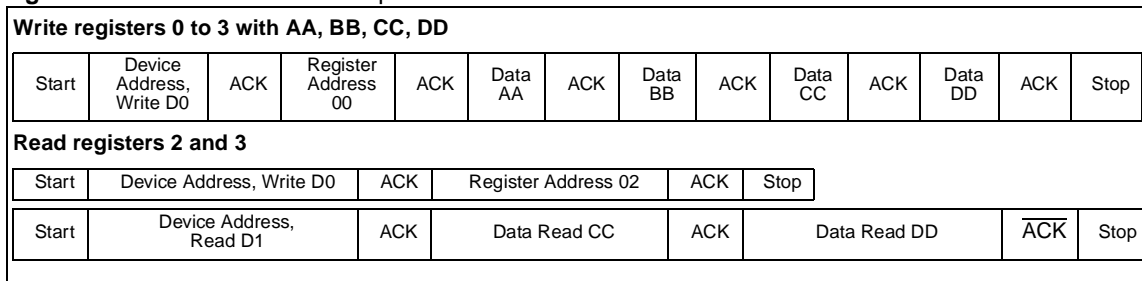 Write registers 0 to 3 with AA, BB, CC, DD
Start
Device
Address,
Write D0
ACK
Register
Address
00
ACK
Data
AA
ACK
Data
BB
ACK
Data
CC
ACK
Data
DD
ACK
Stop
Read registers 2 and 3
Start
Device Address, Write D0
ACK
Register Address 02
ACK
Stop
Start
Device Address,
Read D1
ACK
Data Read CC
ACK
Data Read DD
ACK
Stop